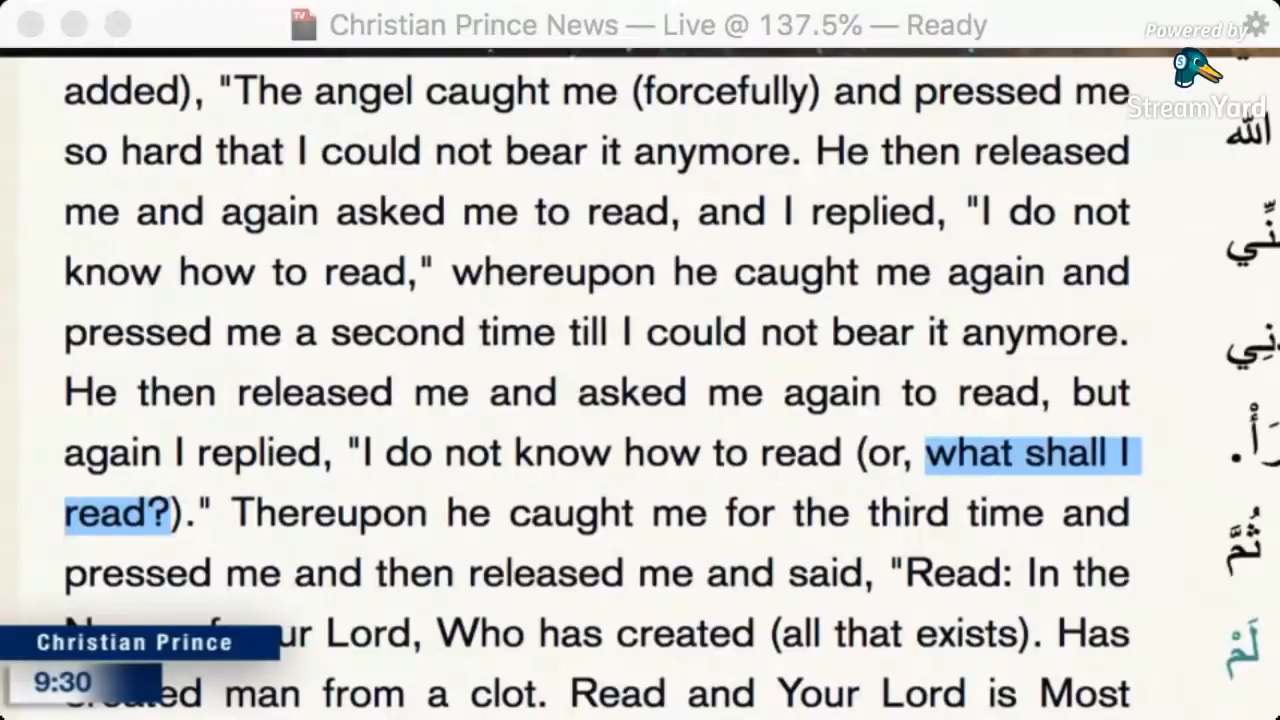 Christian Prince News — Live @ 137.5% — Ready
Powered by
StreamYard
added), "The angel caught me (forcefully) and pressed me
so hard that I could not bear it anymore. He then released
me and again asked me to read, and I replied, "I do not
know how to read," whereupon he caught me again and
pressed me a second time till I could not bear it anymore.
He then released me and asked me again to read, but
again I replied, "I do not know how to read (or, what shall I
read?)." Thereupon he caught me for the third time and
pressed me and then released me and said, "Read: In the
Lord, Who has created (all that exists). Has
man from a clot. Read and Your Lord is Most
الله
Christian Prince
9:30